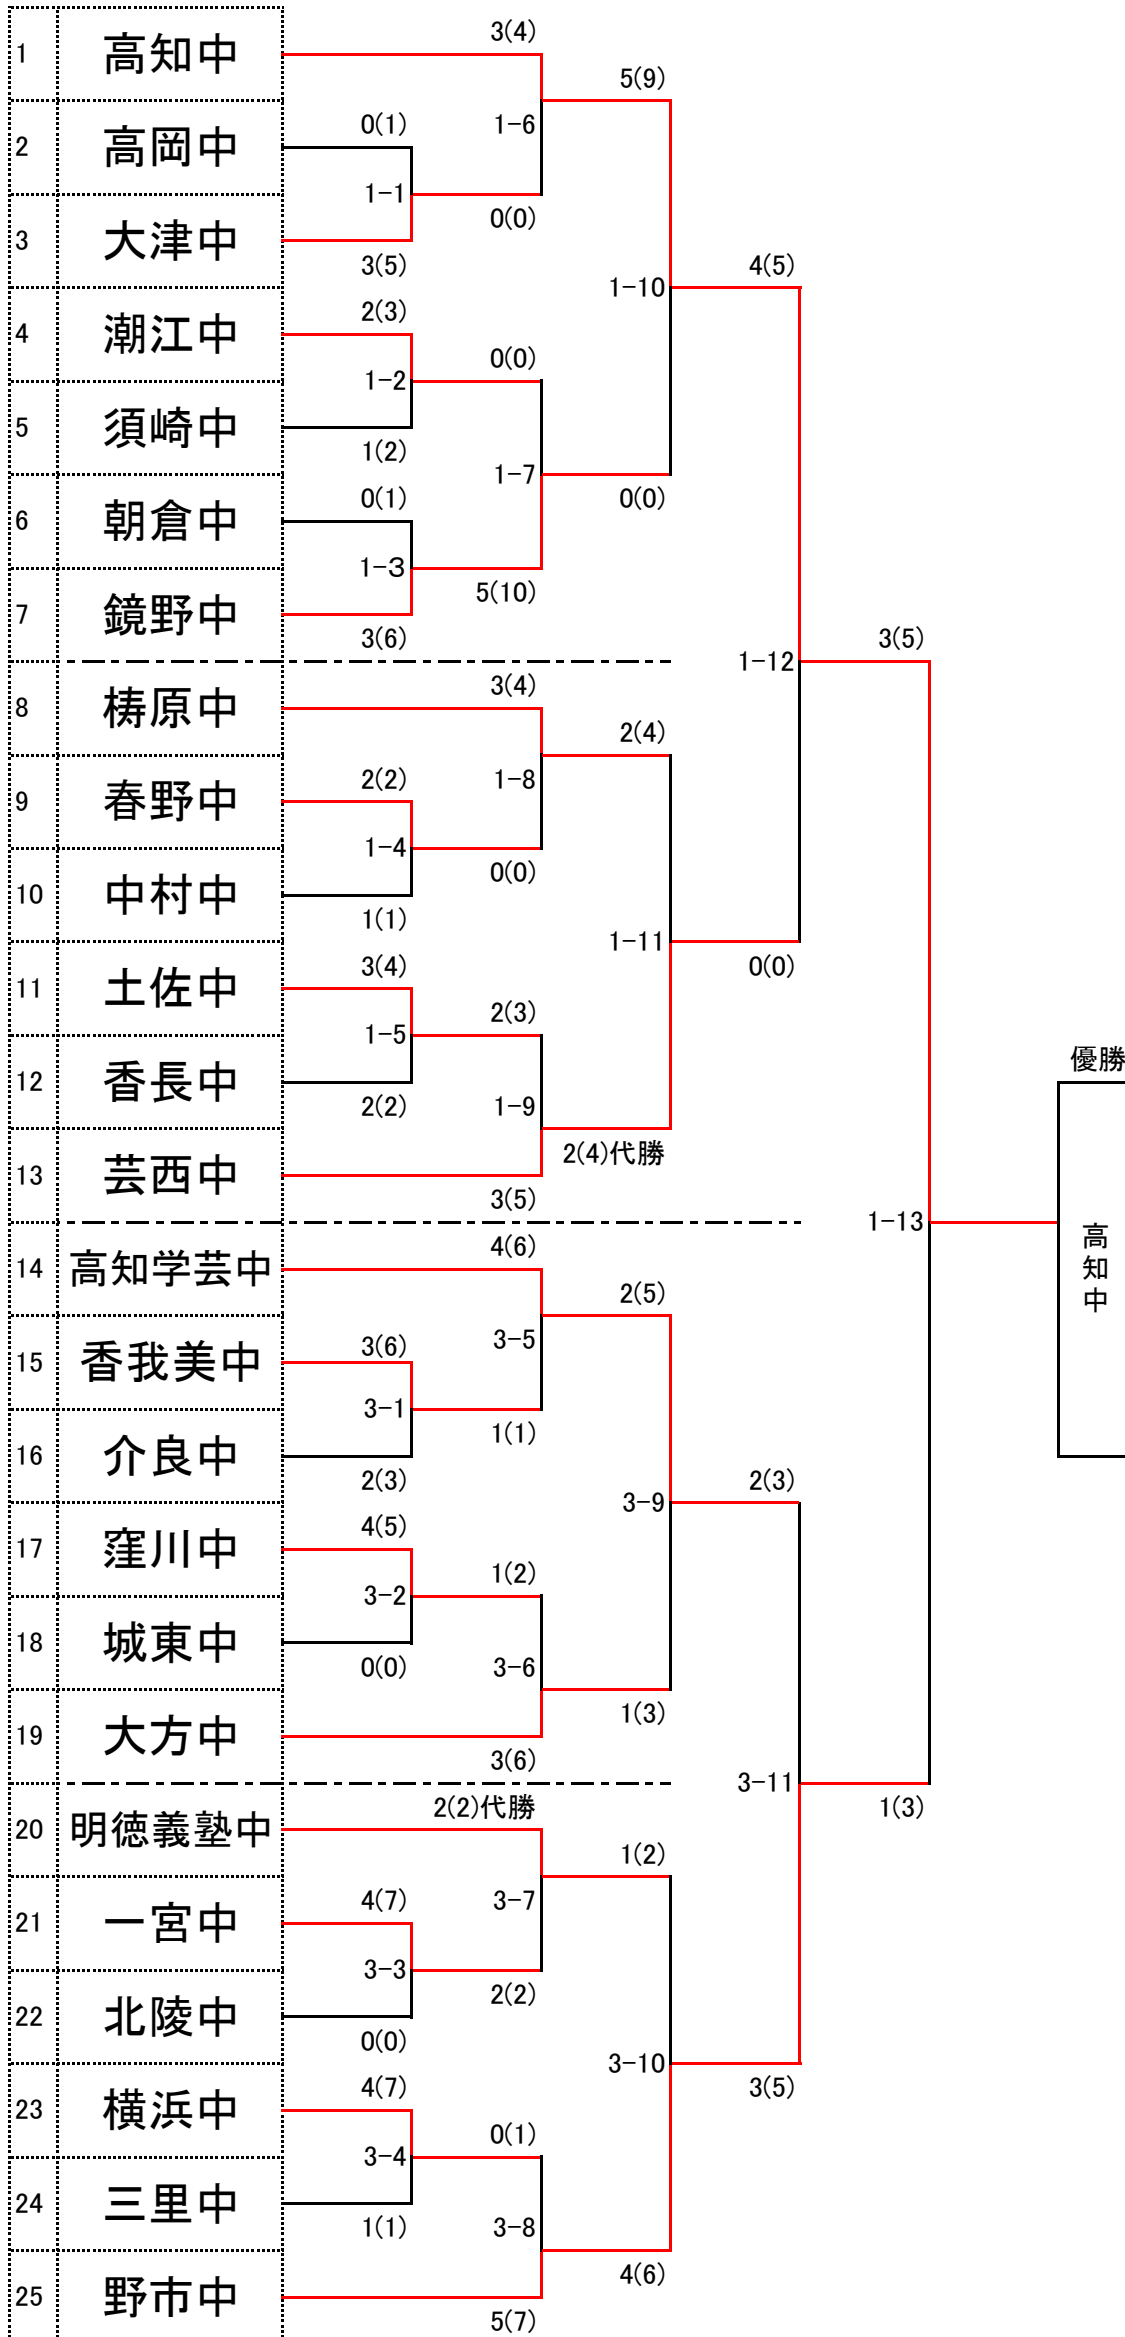 3(4)
1 高知中
5(9)
0(1) 1-6
2 高岡中
1-1
0(0)
3 大津中
3(5) 4(5)
1-10
2(3)
4 潮江中
0(0)
1-2
5 須崎中
1(2)
1-7
0(1) 0(0)
6 朝倉中
1-3
5(10)
7 鏡野中
3(6) 3(5)
1-12
3(4)
8 梼原中
2(4)
2(2) 1-8
9 春野中
1-4
0(0)
10 中村中
1(1)
1-11
3(4) 0(0)
11 土佐中
2(3)
1-5
優勝
12 香長中
2(2) 1-9
2(4)代勝
13 芸西中
3(5)
1-13
高知中
4(6)
14 高知学芸中
2(5)
3(6) 3-5
15 香我美中
3-1
1(1)
16 介良中
2(3) 2(3)
3-9
4(5)
17 窪川中
1(2)
3-2
18 城東中
0(0) 3-6
1(3)
19 大方中
3(6)
3-11
2(2)代勝 1(3)
20 明徳義塾中
1(2)
4(7) 3-7
21 一宮中
3-3
2(2)
22 北陵中
0(0)
3-10
4(7) 3(5)
23 横浜中
0(1)
3-4
24 三里中
1(1) 3-8
4(6)
25 野市中
5(7)